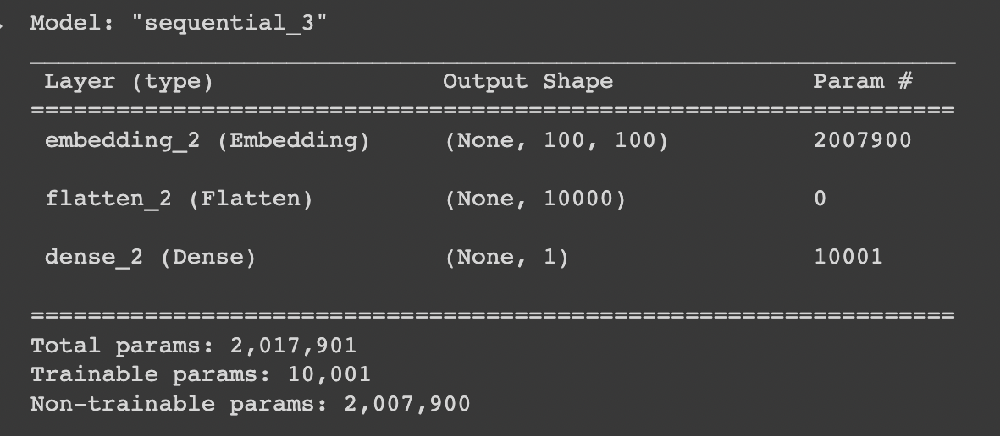 Model: "sequential_3"
Layer (type) Output Shape Param #
=================================================================
embedding_2 (Embedding) (None, 100, 100) 2007900
flatten_2 (Flatten) (None, 10000) 0
dense_2 (Dense) (None, 1) 10001
=================================================================
Total params: 2,017,901
Trainable params: 10,001
Non-trainable params: 2,007,900